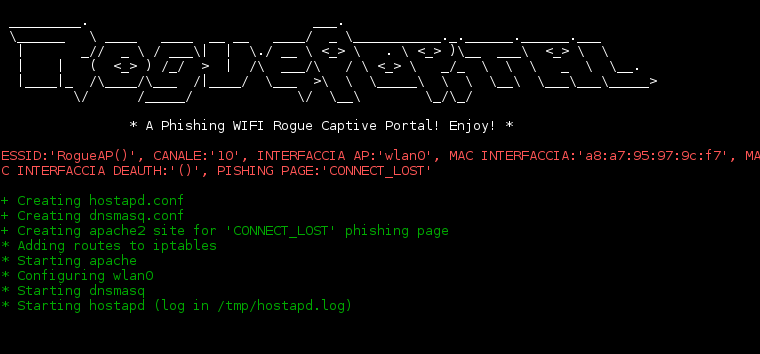 * A Phishing WIFI Rogue Captive Portal! Enjoy! *
ESSID:'RogueAP()', CANALE:'10', INTERFACCIA AP:'wlan0', MAC INTERFACCIA:'a8:a7:95:97:9c:f7', MA
C INTERFACCIA DEAUTH:'()', PISHING PAGE:'CONNECT_LOST'
+ Creating hostapd.conf
+ Creating dnsmasq.conf
+ Creating apache2 site for 'CONNECT_LOST' phishing page
* Adding routes to iptables
* Starting apache
* Configuring wlan0
* Starting dnsmasq
* Starting hostapd (log in /tmp/hostapd.log)